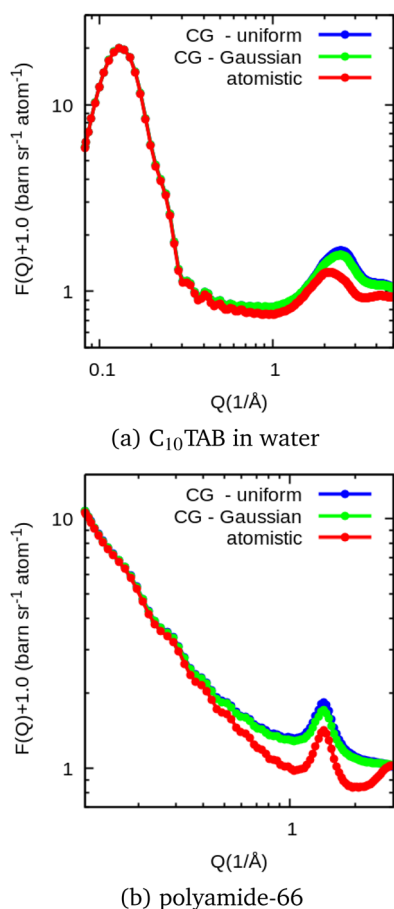 CG - uniform
CG - Gaussian
atomistic
10
1
F(Q)+1.0 (barn sr⁻¹ atom⁻¹)
0.1 1
Q(1/Å)
(a) C₁₀TAB in water
CG - uniform
CG - Gaussian
atomistic
10
1
F(Q)+1.0 (barn sr⁻¹ atom⁻¹)
1
Q(1/Å)
(b) polyamide-66